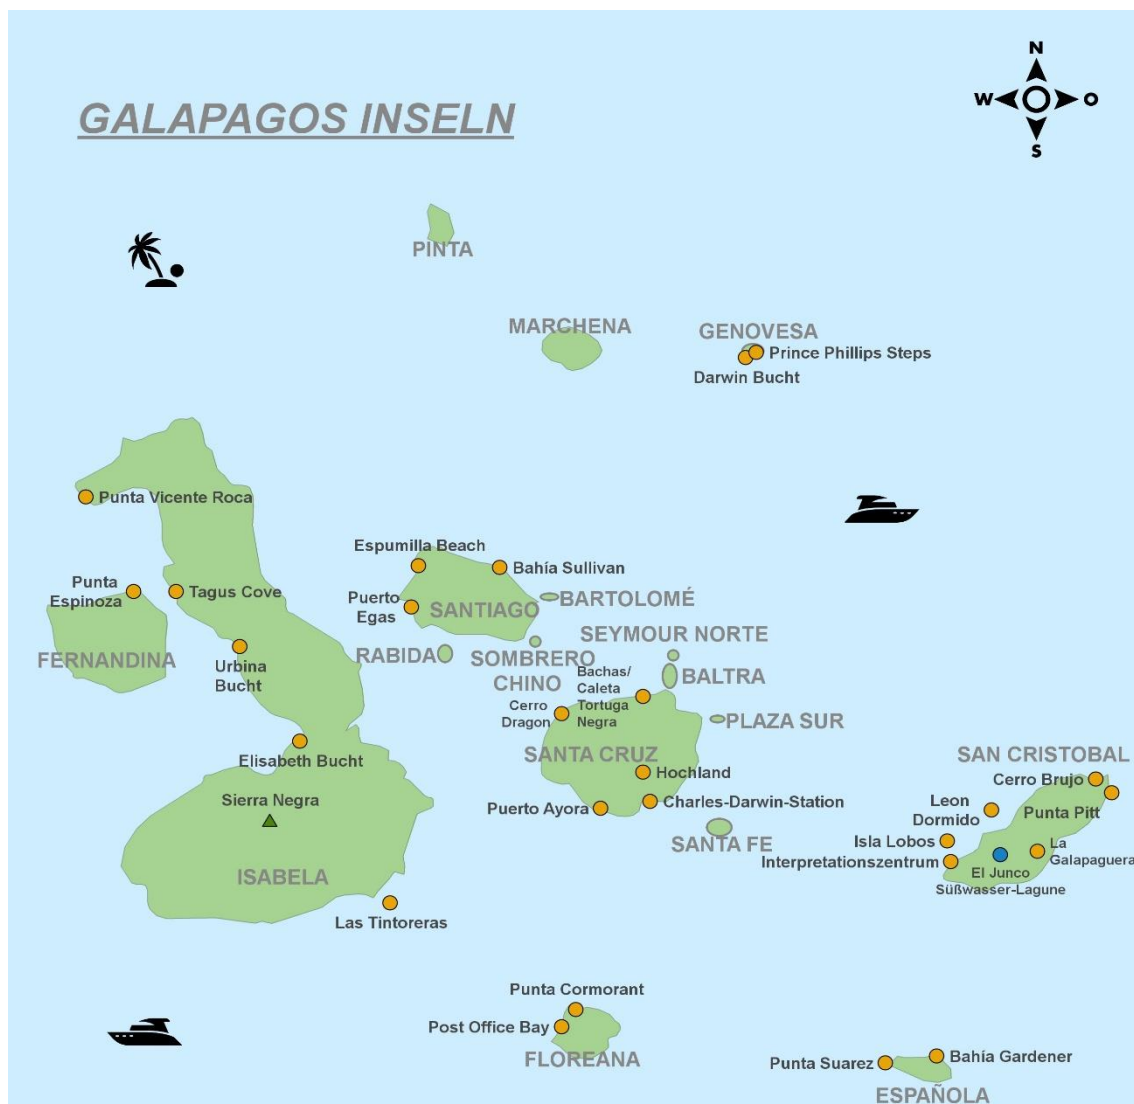 N
W O
S
GALAPAGOS INSELN
PINTA
MARCHENA
GENOVESA
Prince Phillips Steps
Darwin Bucht
Punta Vicente Roca
Espumilla Beach
Bahía Sullivan
Punta
Espinoza
Tagus Cove
Puerto
Egas
SANTIAGO
BARTOLOMÉ
FERNANDINA
Urbina
Bucht
RABIDA
SOMBRERO
CHINO
SEYMOUR NORTE
BALTRA
Bachas/
Caleta
Tortuga
Negra
Cerro
Dragon
PLAZA SUR
SANTA CRUZ
Elisabeth Bucht
Hochland
Sierra Negra
Puerto Ayora
Charles-Darwin-Station
SANTA FE
SAN CRISTOBAL
Cerro Brujo
Leon
Dormido
Punta Pitt
Isla Lobos
Interpretationszentrum
La
Galapaguera
El Junco
Süßwasser-Lagune
ISABELA
Las Tintoreras
Punta Cormorant
Post Office Bay
FLOREANA
Punta Suarez
Bahía Gardener
ESPAÑOLA